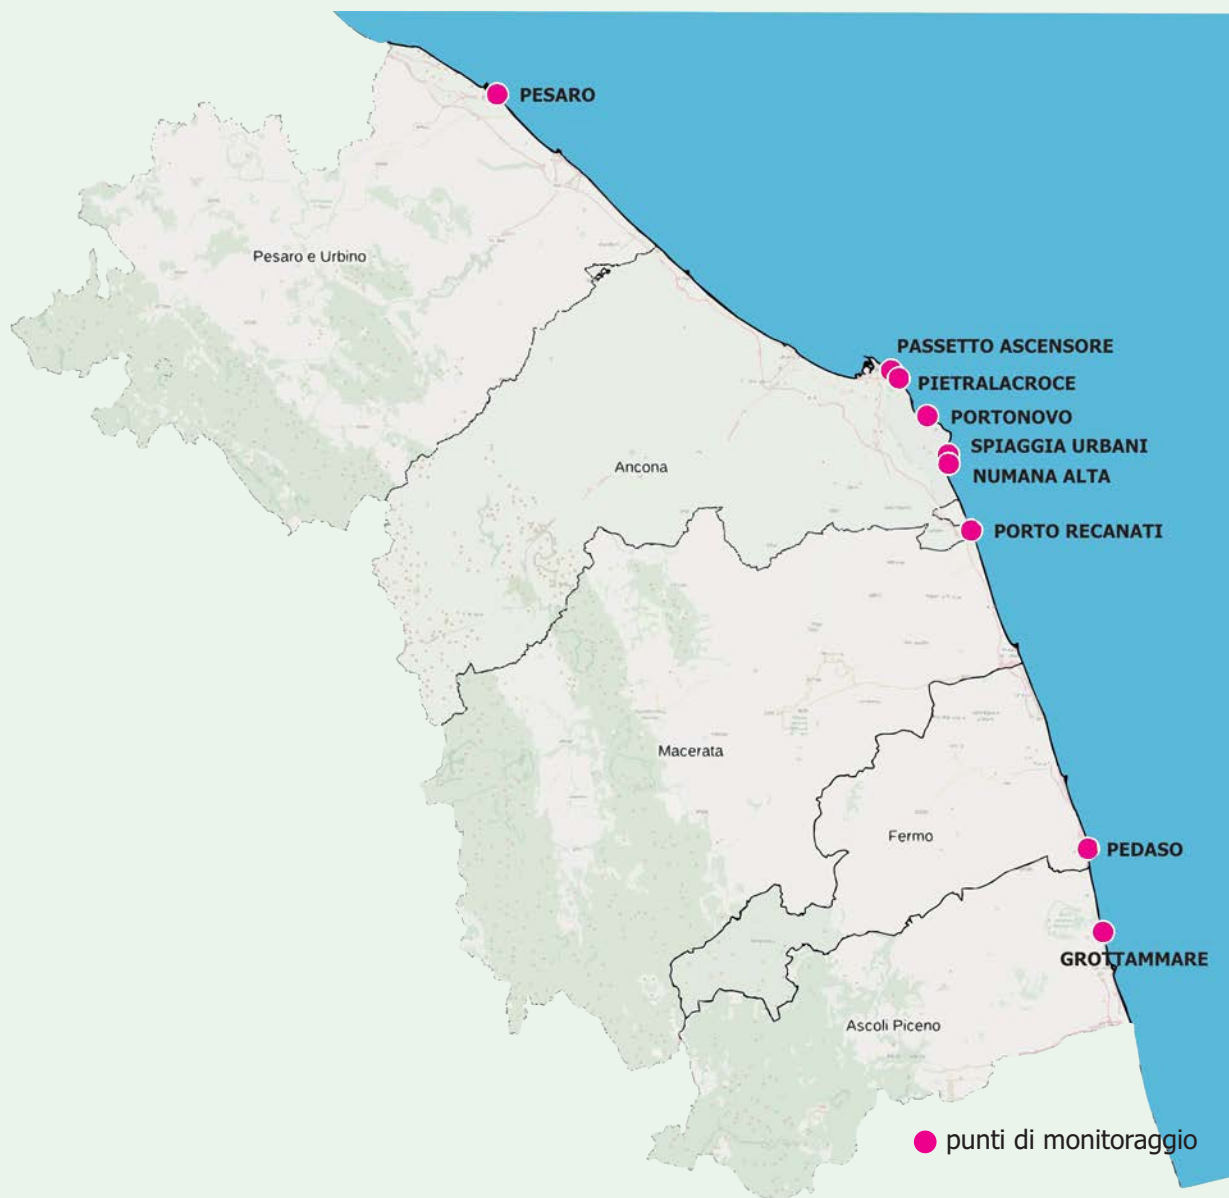 PESARO
Pesaro e Urbino
PASSETTO ASCENSORE
PIETRALACROCE
PORTONOVO
SPIAGGIA URBANI
Ancona
NUMANA ALTA
PORTO RECANATI
Macerata
Fermo
PEDASO
GROTTAMMARE
Ascoli Piceno
punti di monitoraggio